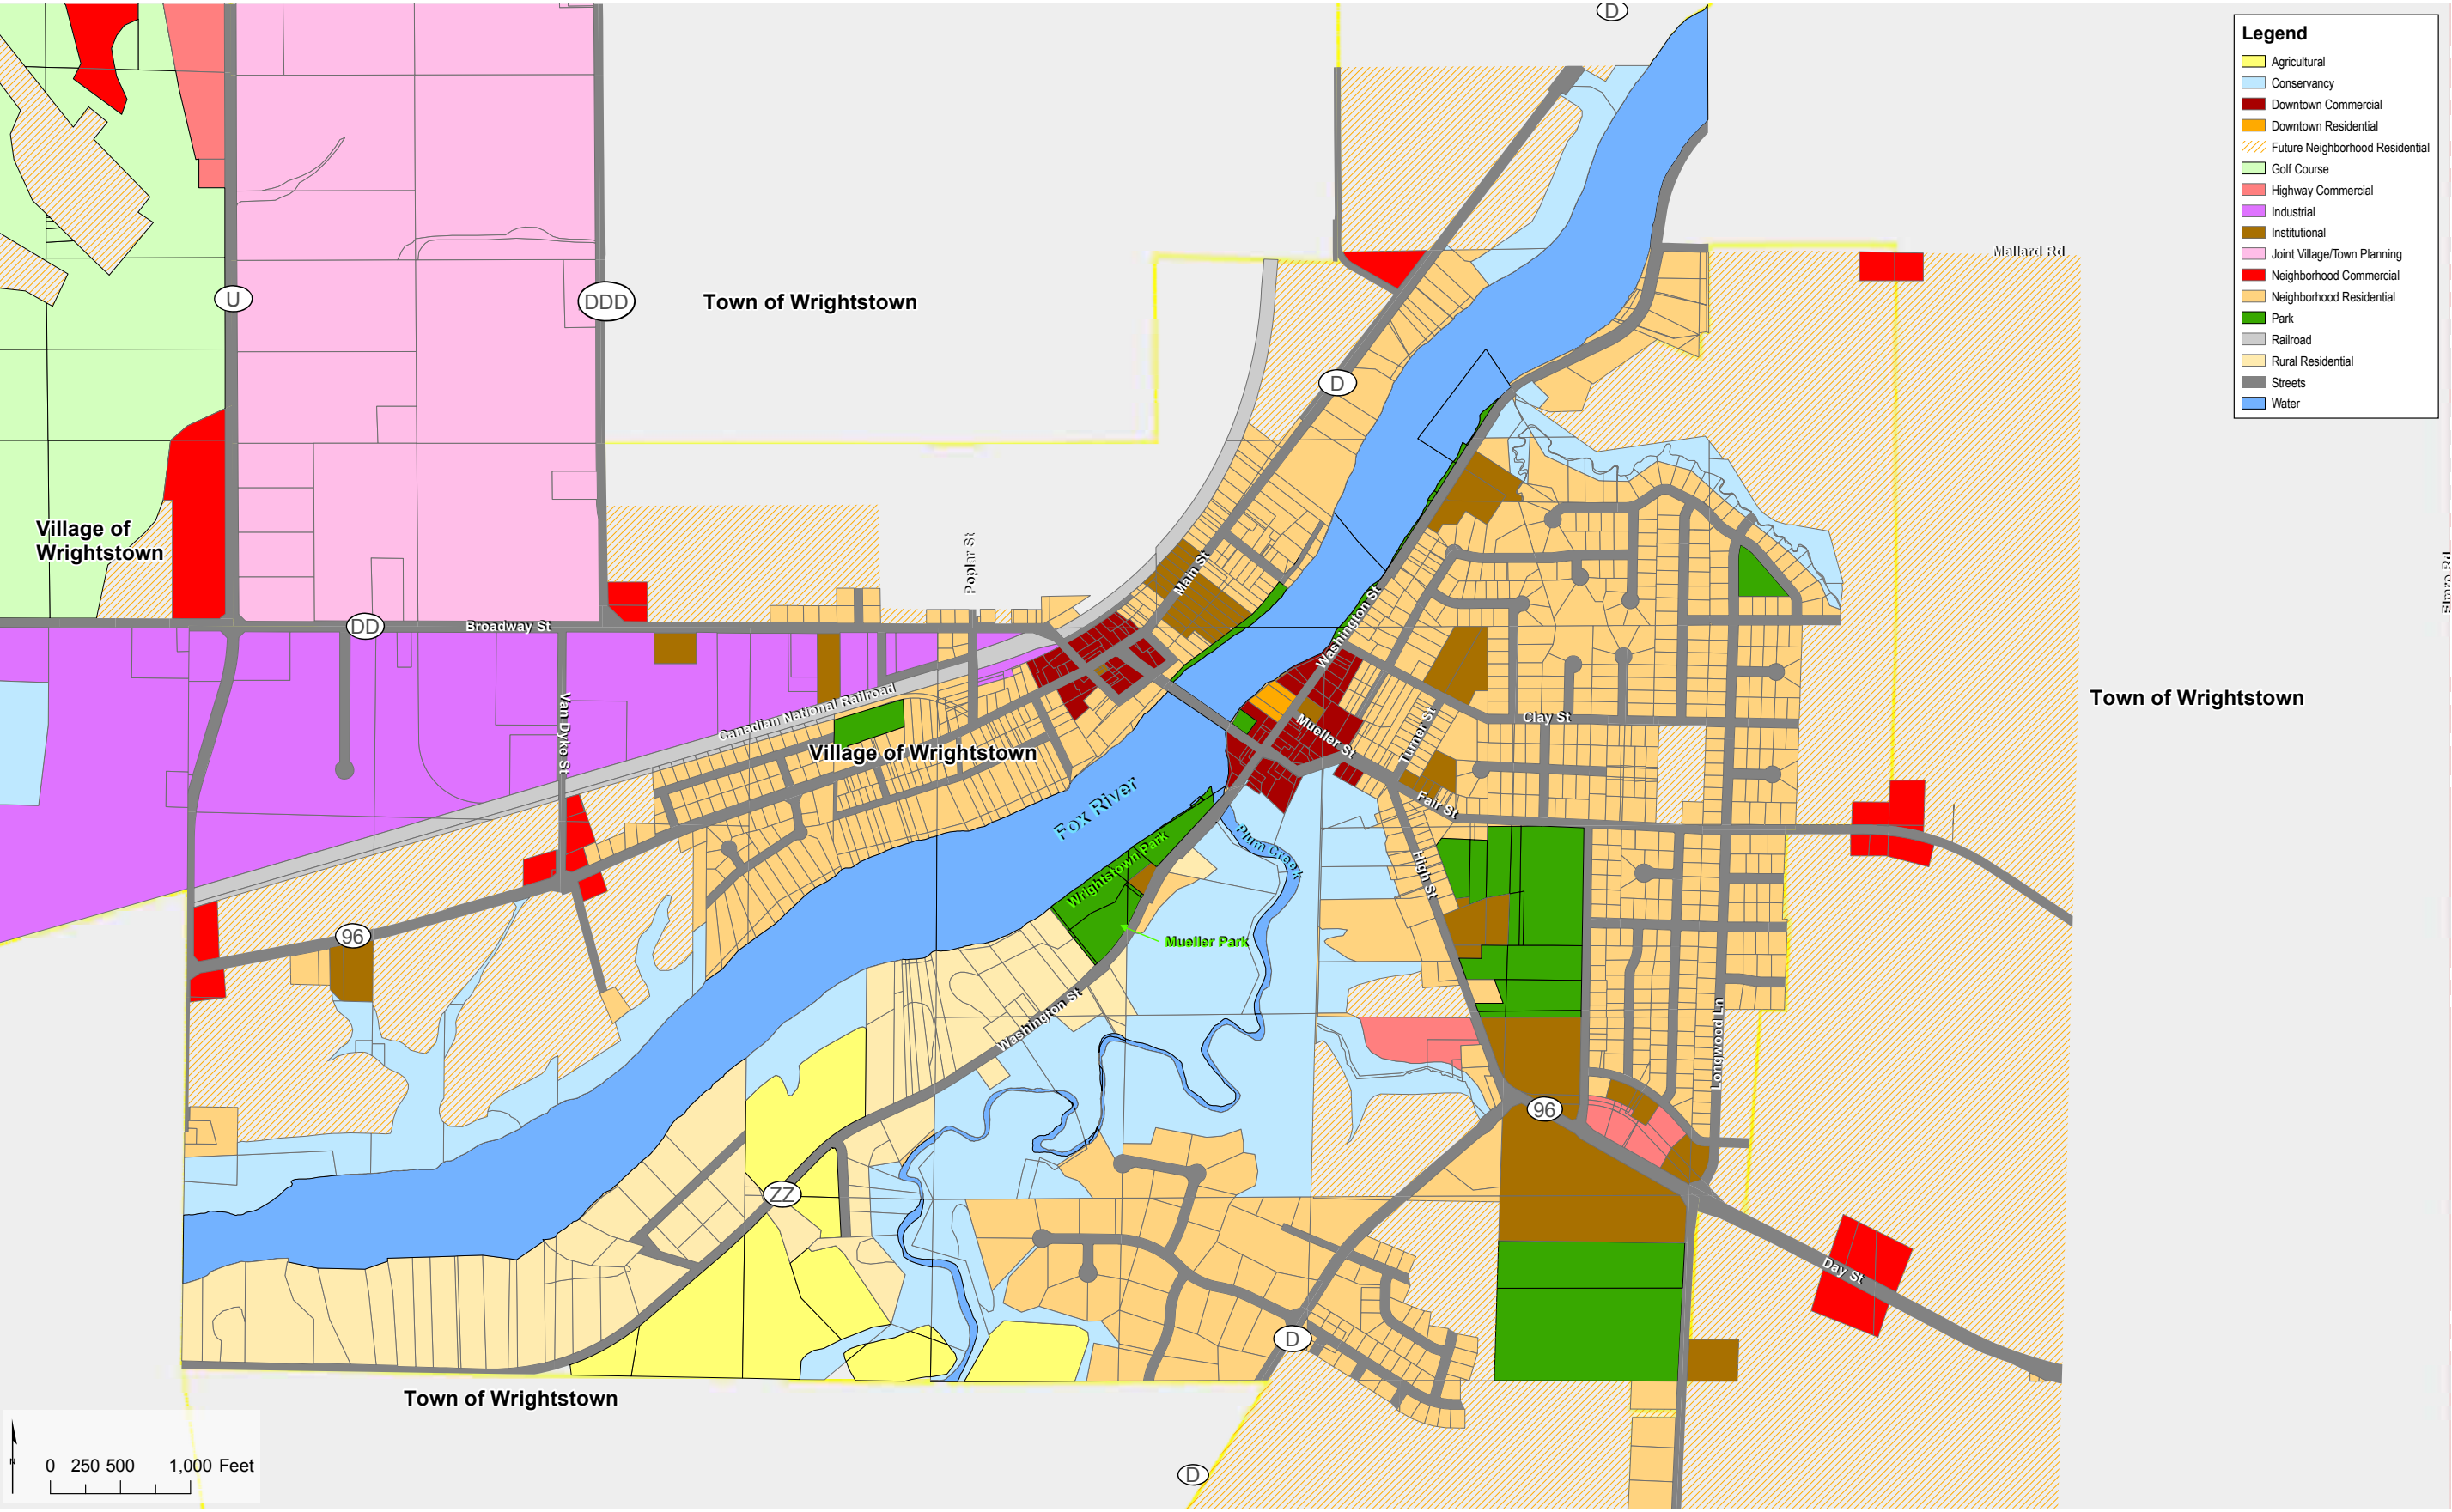 D
Legend
Agricultural
Conservancy
Downtown Commercial
Downtown Residential
Future Neighborhood Residential
Golf Course
Highway Commercial
Industrial
Institutional
Joint Village/Town Planning
Neighborhood Commercial
Neighborhood Residential
Park
Railroad
Rural Residential
Streets
Water
Mallard Rd
U
DDD
Town of Wrightstown
D
Village of
Wrightstown
Poplar St
Main St
Elmro Rd
DD
Broadway St
Washington St
Town of Wrightstown
Van Dyke St
Canadian National Railroad
Village of Wrightstown
Mueller St
Turner St
Clay St
Fox River
Fair St
Plum Creek
Wrightstown Park
High St
96
Mueller Park
Washington St
Longwood Ln
96
ZZ
Day St
D
Town of Wrightstown
N
0 250 500 1,000 Feet
D